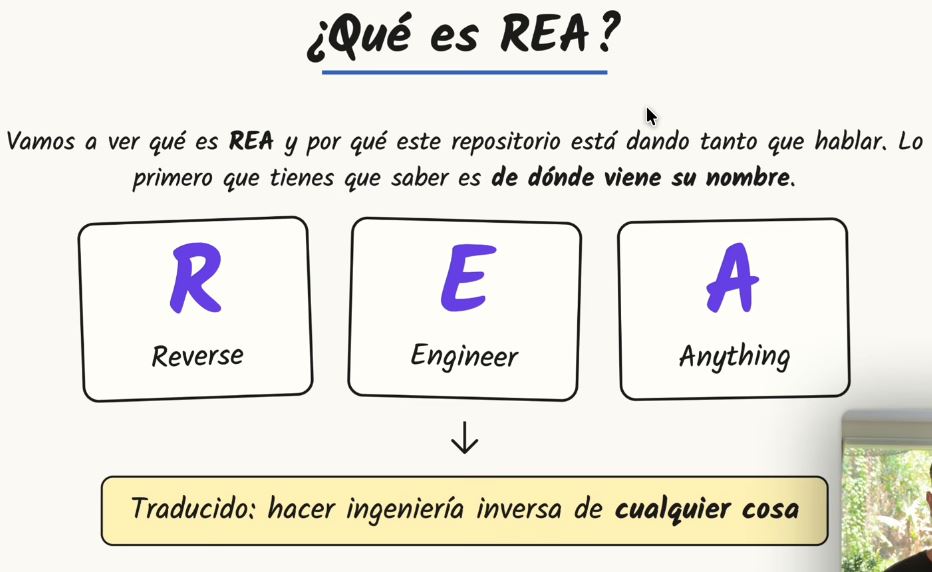 ¿Qué es REA?
Vamos a ver qué es REA y por qué este repositorio está dando tanto que hablar. Lo
primero que tienes que saber es de dónde viene su nombre.
R
Reverse
E
Engineer
A
Anything
↓
Traducido: hacer ingeniería inversa de cualquier cosa